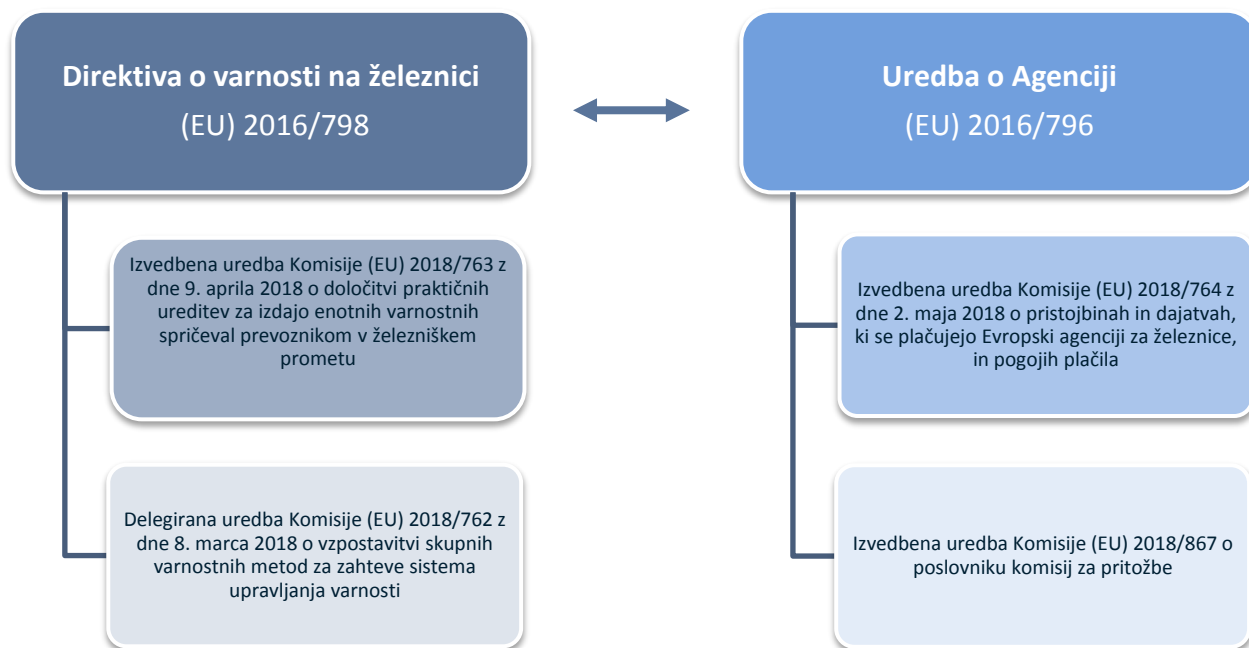 Direktiva o varnosti na železnici
(EU) 2016/798
Uredba o Agenciji
(EU) 2016/796
Izvedbena uredba Komisije (EU) 2018/763 z
dne 9. aprila 2018 o določitvi praktičnih
ureditev za izdajo enotnih varnostnih
spričeval prevoznikom v železniškem
prometu
Izvedbena uredba Komisije (EU) 2018/764 z
dne 2. maja 2018 o pristojbinah in dajatvah,
ki se plačujejo Evropski agenciji za železnice,
in pogojih plačila
Delegirana uredba Komisije (EU) 2018/762 z
dne 8. marca 2018 o vzpostavitvi skupnih
varnostnih metod za zahteve sistema
upravljanja varnosti
Izvedbena uredba Komisije (EU) 2018/867 o
poslovniku komisij za pritožbe